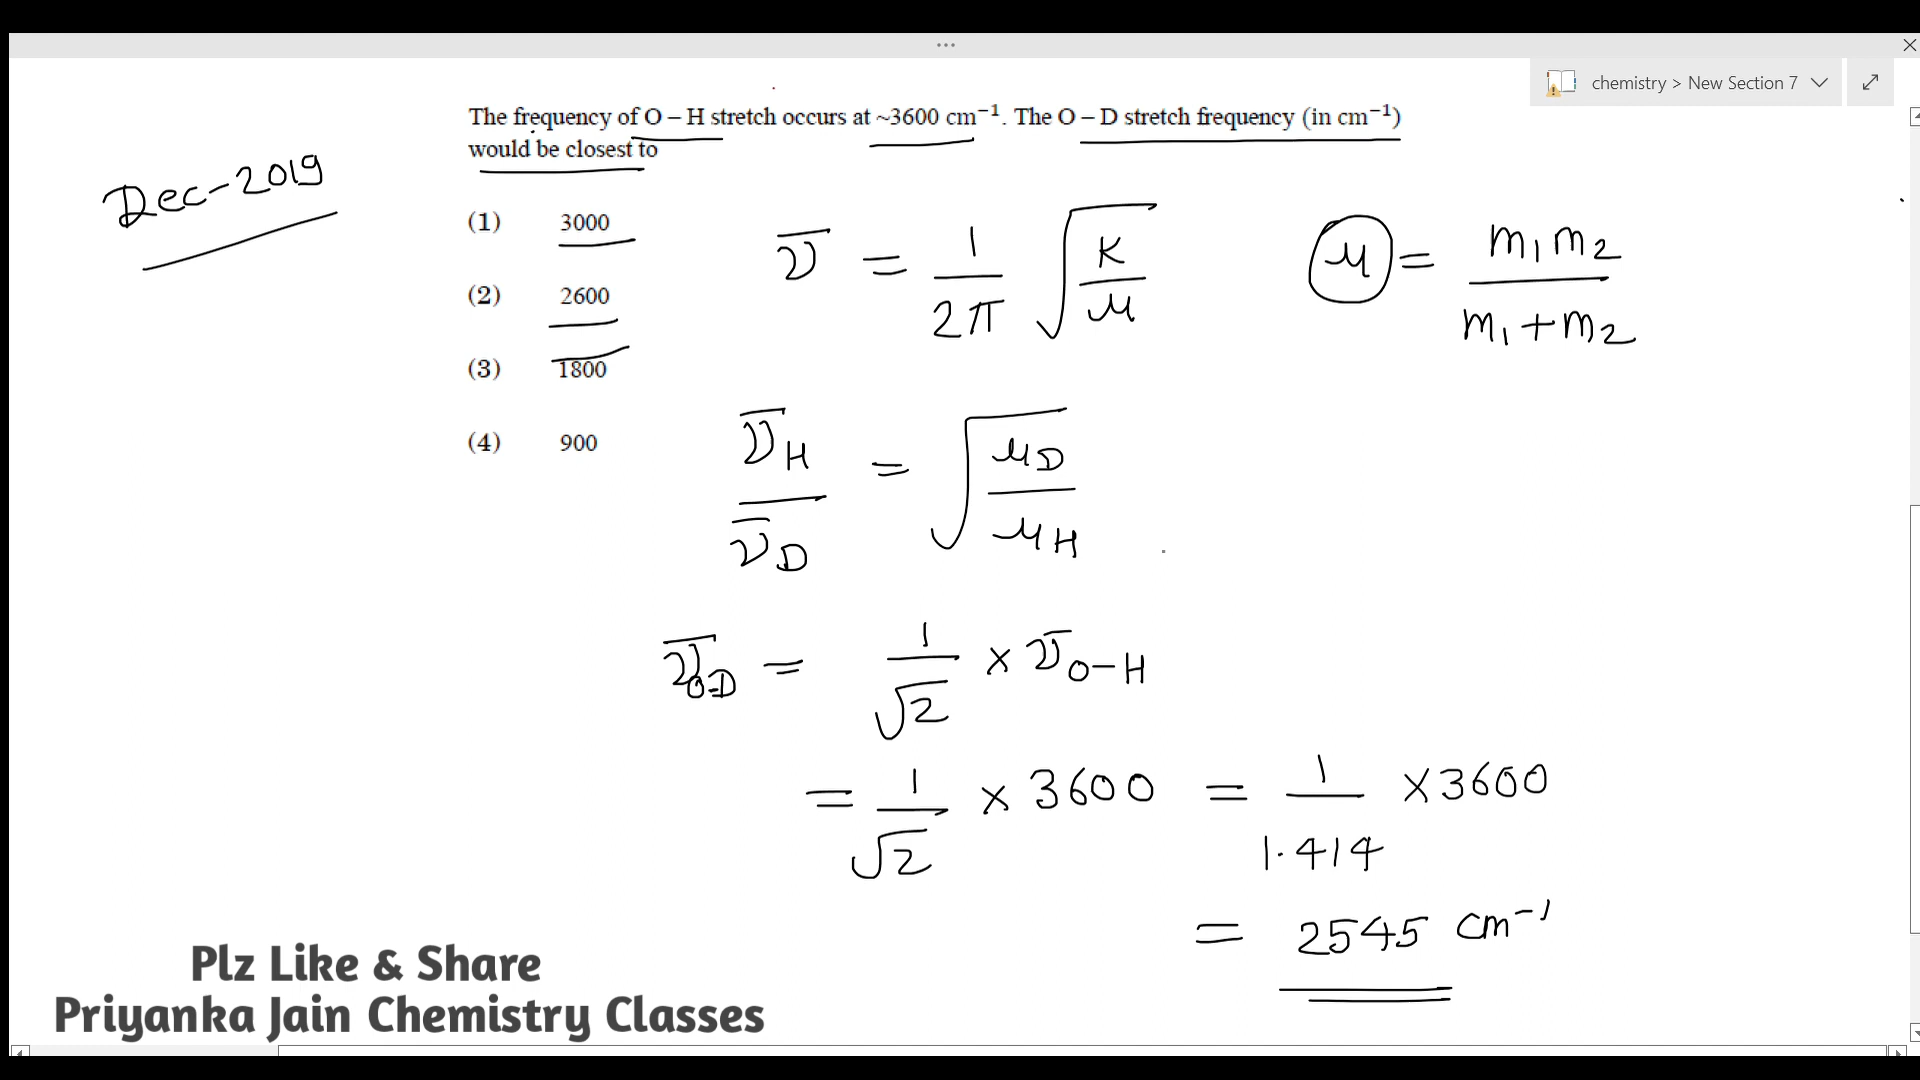 chemistry > New Section 7
The frequency of O – H stretch occurs at ~3600 cm⁻¹. The O – D stretch frequency (in cm⁻¹)
would be closest to
Dec-2019
(1) 3000
(2) 2600
(3) 1800
(4) 900
ν̅ = 1/2π √(K/μ)
μ = m₁m₂/m₁+m₂
ν̅H/ν̅D = √(μD/μH)
ν̅O-D = 1/√2 × ν̅O-H
= 1/√2 × 3600 = 1/1.414 × 3600
= 2545 cm⁻¹
Plz Like & Share
Priyanka Jain Chemistry Classes